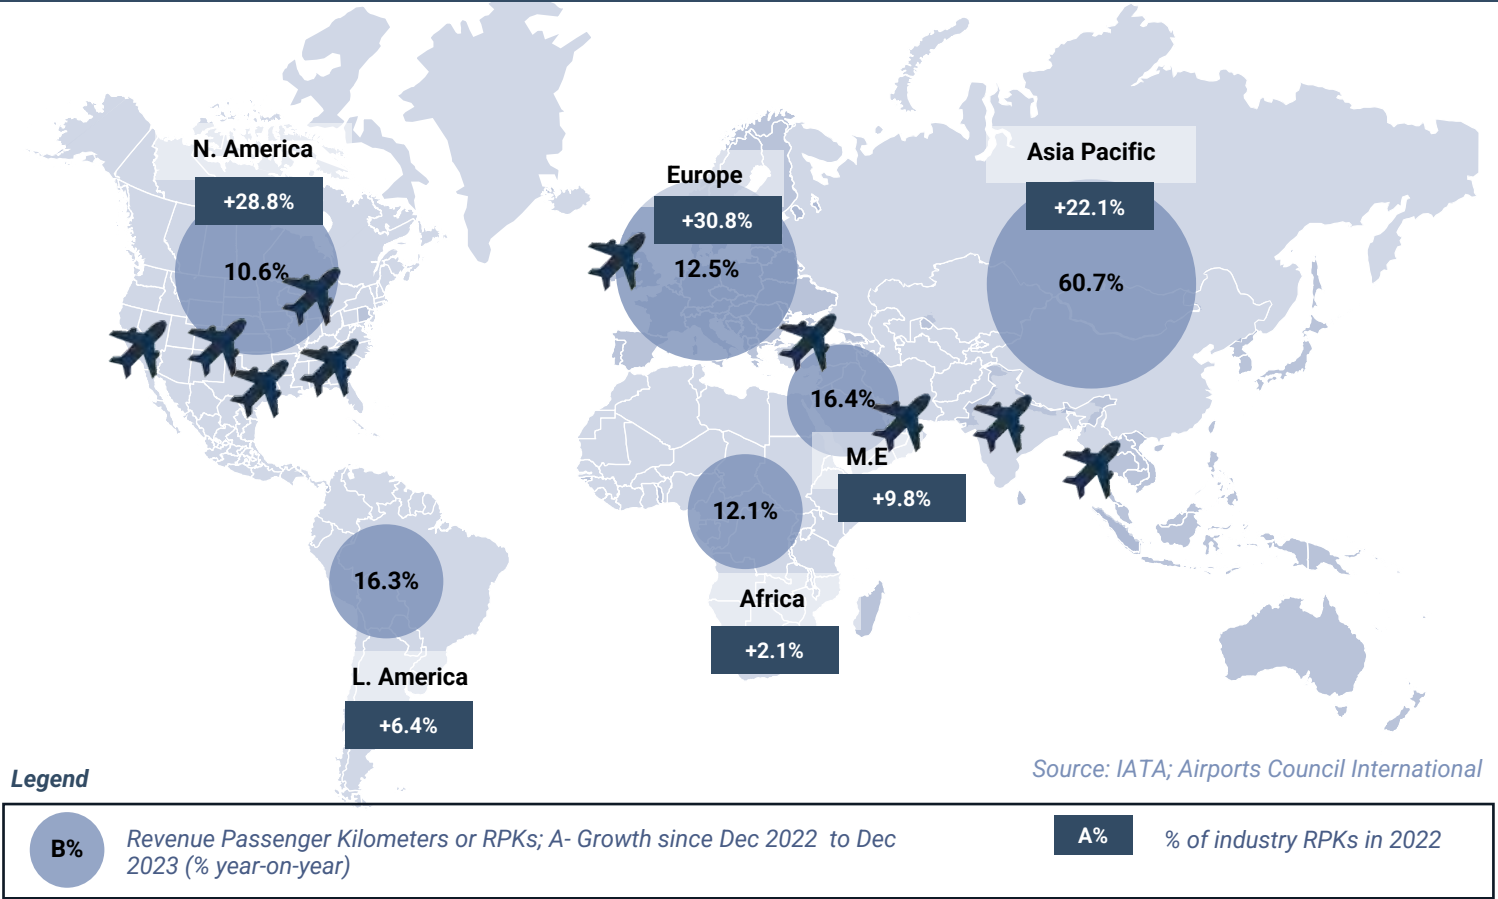 N. America
+28.8%
10.6%
Europe
+30.8%
12.5%
Asia Pacific
+22.1%
60.7%
16.4%
M.E
+9.8%
12.1%
Africa
+2.1%
16.3%
L. America
+6.4%
Source: IATA; Airports Council International
Legend
B%
Revenue Passenger Kilometers or RPKs; A- Growth since Dec 2022 to Dec
2023 (% year-on-year)
A%
% of industry RPKs in 2022